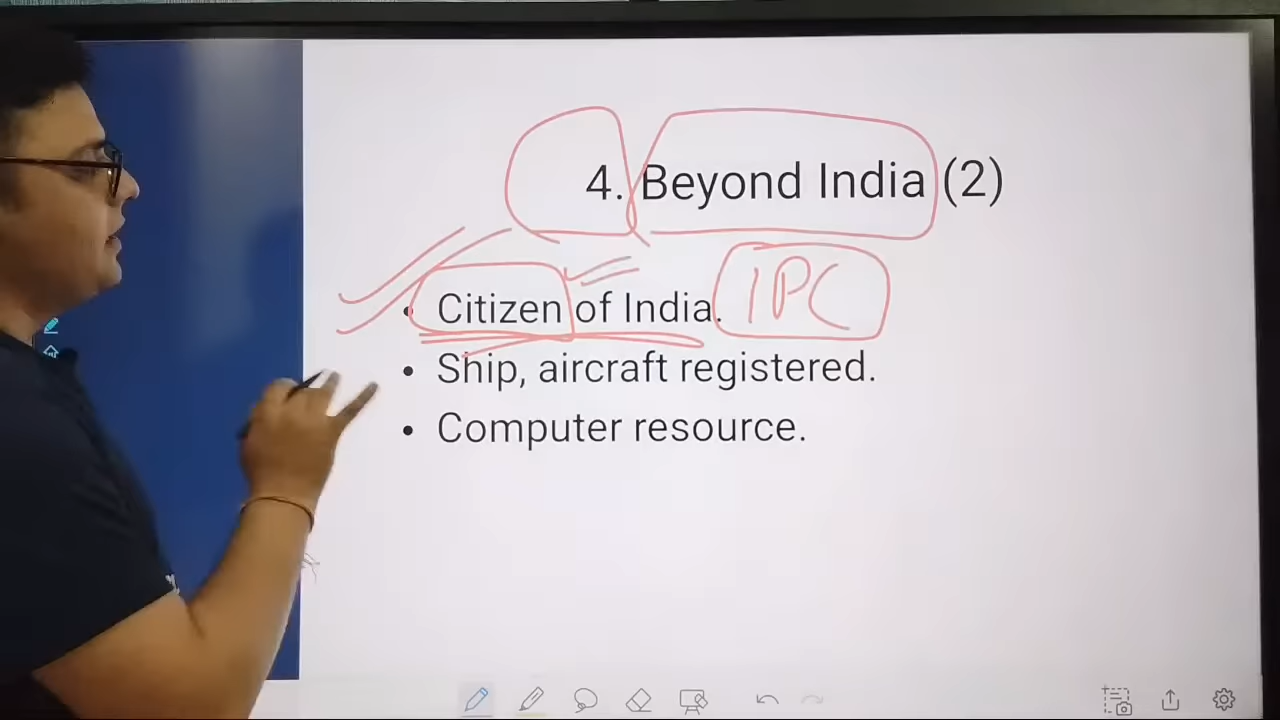 4. Beyond India (2)
• Citizen of India. IPC
• Ship, aircraft registered.
• Computer resource.